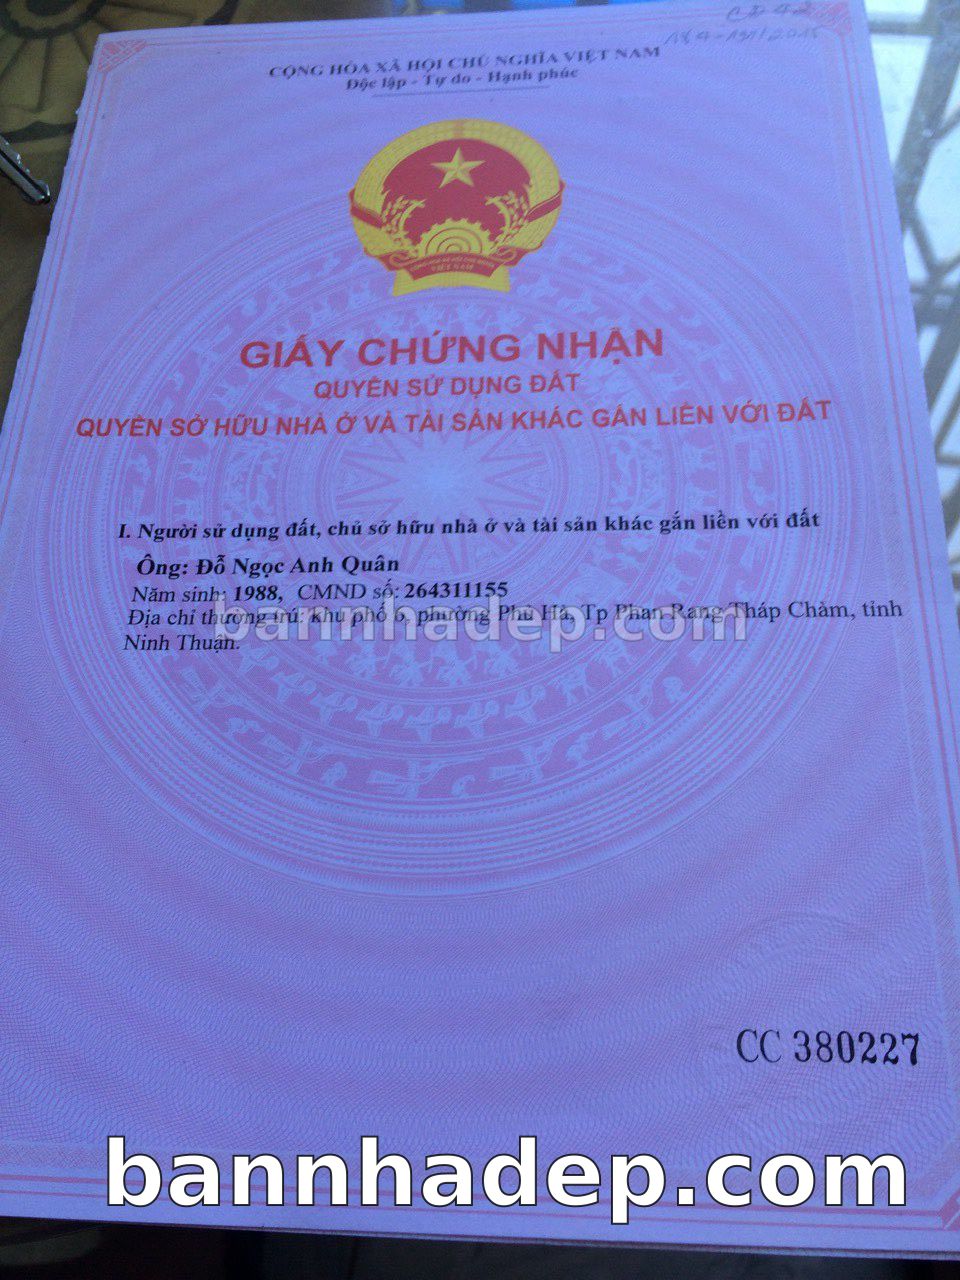 CỘNG HÒA XÃ HỘI CHỦ NGHĨA VIỆT NAM
Độc lập - Tự do - Hạnh phúc
VIỆT NAM
GIẤY CHỨNG NHẬN
QUYỀN SỬ DỤNG ĐẤT
QUYỀN SỞ HỮU NHÀ Ở VÀ TÀI SẢN KHÁC GẮN LIỀN VỚI ĐẤT
I. Người sử dụng đất, chủ sở hữu nhà ở và tài sản khác gắn liền với đất
Ông: Đỗ Ngọc Anh Quân
Năm sinh: 1988, CMND số: 264311155
Địa chỉ thường trú: khu phố 6, phường Phủ Hà, Tp Phan Rang Tháp Chàm, tỉnh
bannhadep.com
Ninh Thuận.
CC 380227
bannhadep.com